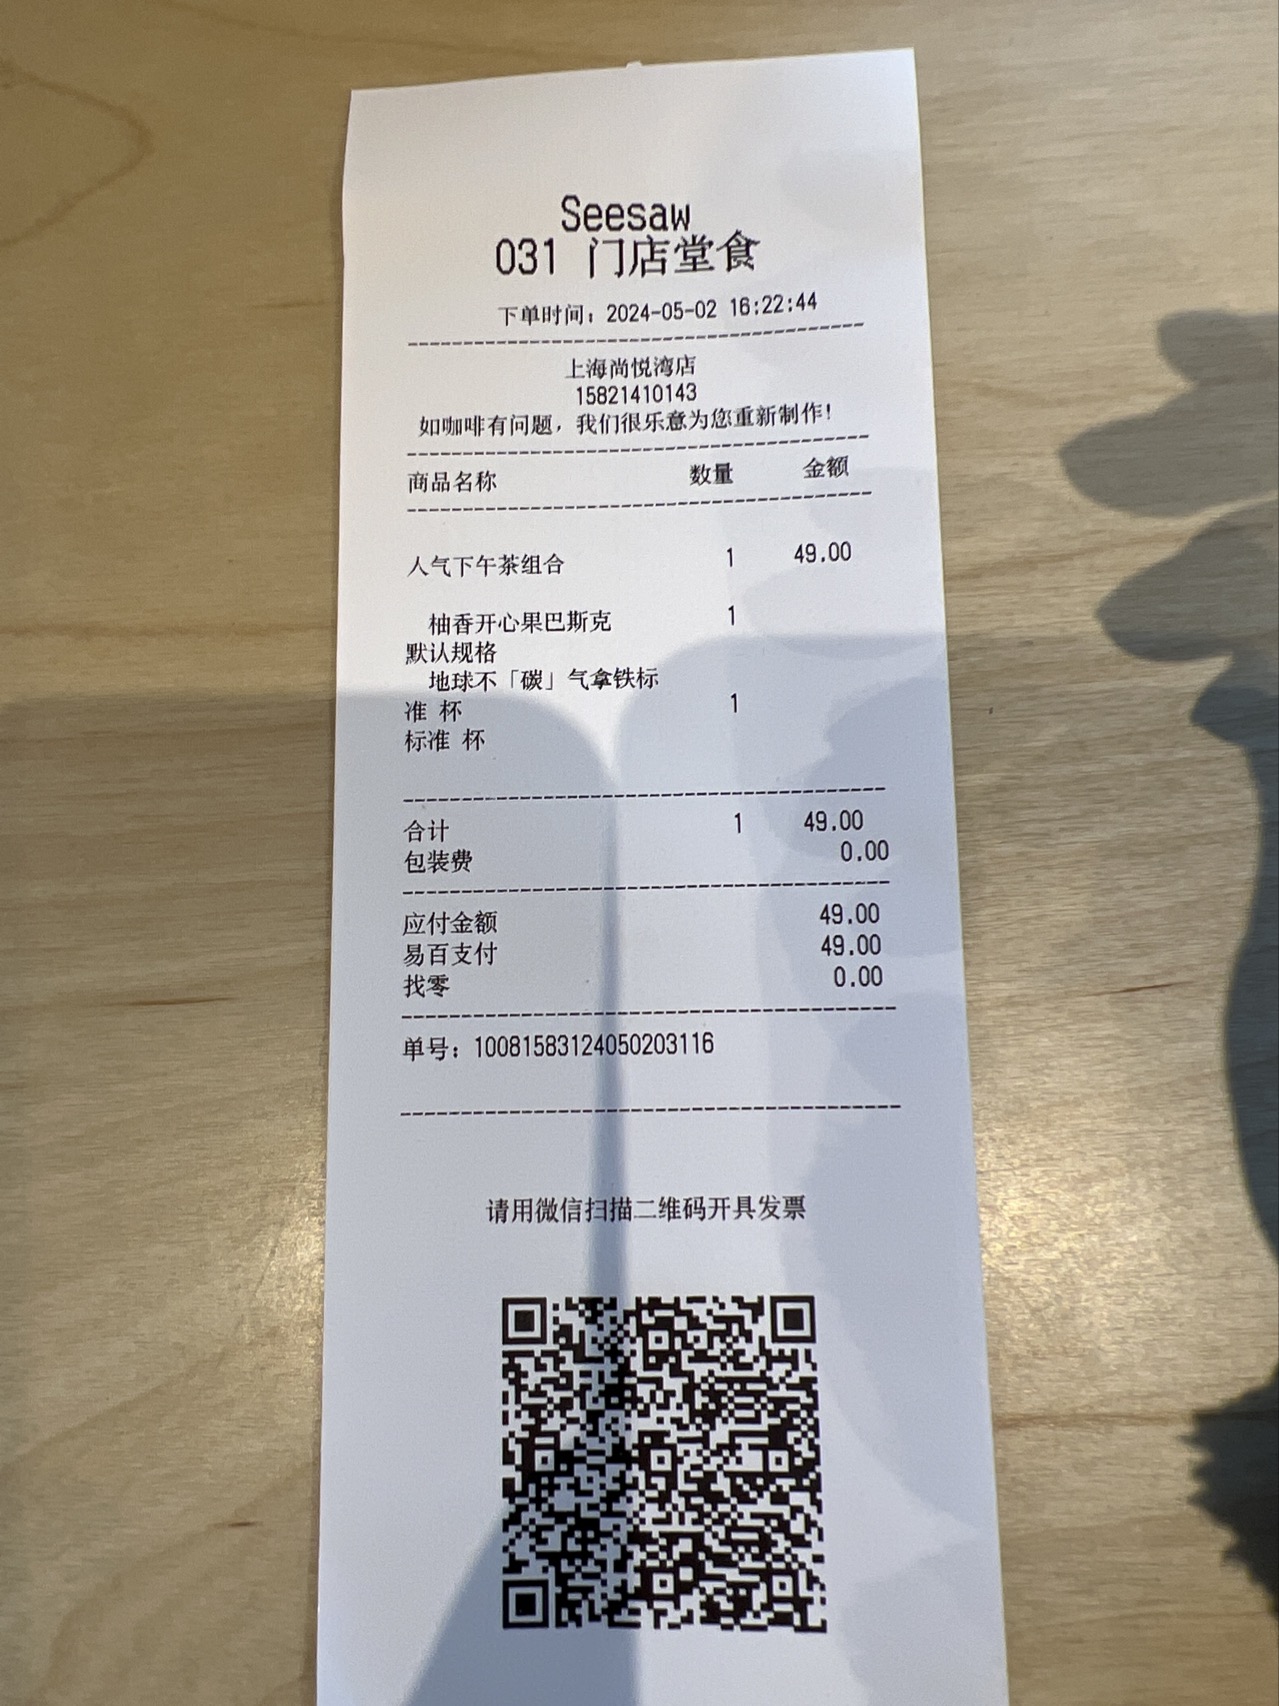 Seesaw
031 门店堂食
下单时间：2024-05-02 16:22:44
上海尚悦湾店
15821410143
如咖啡有问题，我们很乐意为您重新制作！
商品名称 数量 金额
人气下午茶组合 1 49.00
柚香开心果巴斯克 1
默认规格
地球不「碳」气拿铁标
准 杯 1
标准 杯
合计 1 49.00
包装费 0.00
应付金额 49.00
易百支付 49.00
找零 0.00
单号：10081583124050203116
请用微信扫描二维码开具发票